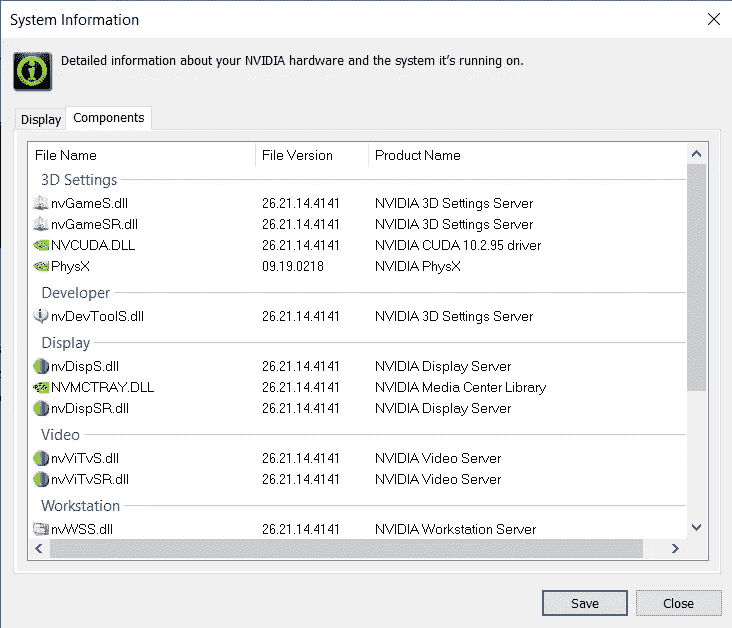 System Information
Detailed information about your NVIDIA hardware and the system it's running on.
Display Components
File Name File Version Product Name
3D Settings
nvGameS.dll 26.21.14.4141 NVIDIA 3D Settings Server
nvGameSR.dll 26.21.14.4141 NVIDIA 3D Settings Server
NVCUDA.DLL 26.21.14.4141 NVIDIA CUDA 10.2.95 driver
PhysX 09.19.0218 NVIDIA PhysX
Developer
nvDevToolS.dll 26.21.14.4141 NVIDIA 3D Settings Server
Display
nvDispS.dll 26.21.14.4141 NVIDIA Display Server
NVMCTRAY.DLL 26.21.14.4141 NVIDIA Media Center Library
nvDispSR.dll 26.21.14.4141 NVIDIA Display Server
Video
nvViTvS.dll 26.21.14.4141 NVIDIA Video Server
nvViTvSR.dll 26.21.14.4141 NVIDIA Video Server
Workstation
nvWSS.dll 26.21.14.4141 NVIDIA Workstation Server
Save Close